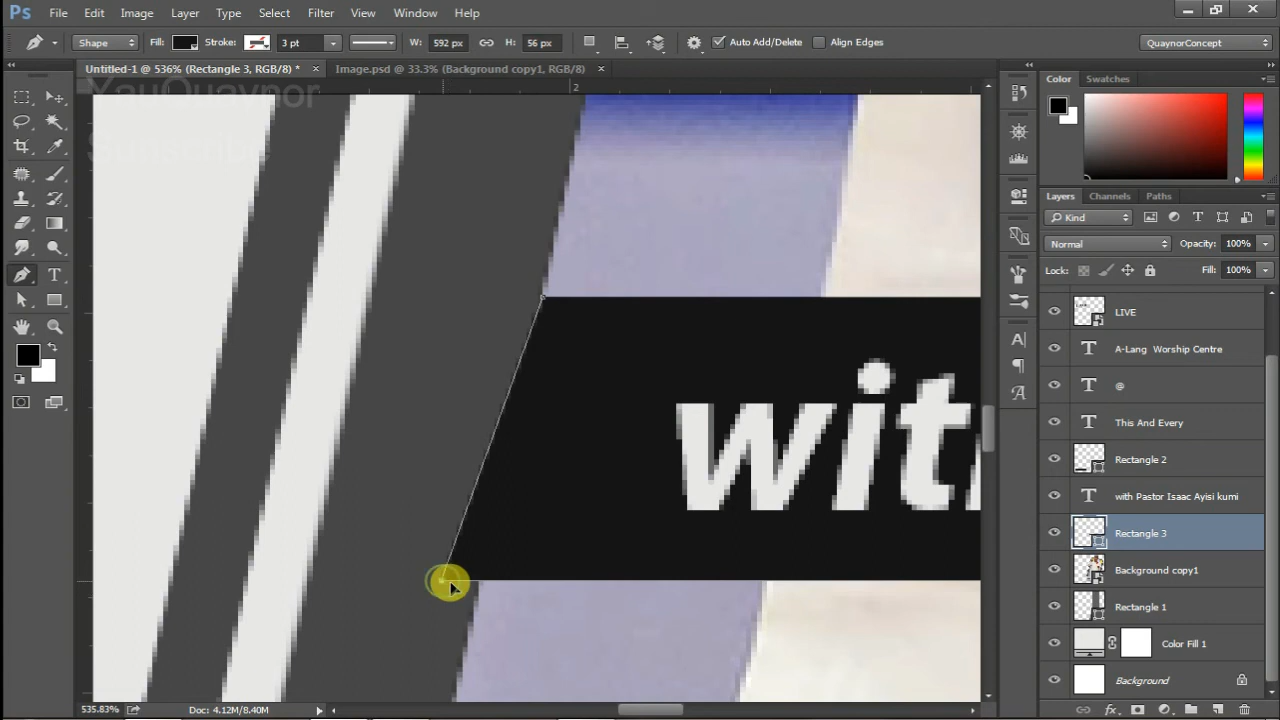 Ps File Edit Image Layer Type Select Filter View Window Help
Shape Fill: Stroke: 3 pt W: 592 px H: 56 px Auto Add/Delete Align Edges QuaynorConcept
Untitled-1 @ 536% (Rectangle 3, RGB/8) * × Image.psd @ 33.3% (Background copy1, RGB/8) ×
2
YawQuaynor
Sunscribe
Color Swatches
Layers Channels Paths
Kind
Normal Opacity: 100%
Lock: Fill: 100%
LIVE
A-Lang Worship Centre
@
This And Every
Rectangle 2
with Pastor Isaac Ayisi kumi
Rectangle 3
Background copy1
Rectangle 1
Color Fill 1
Background
with
535.83% Doc: 4.12M/8.40M